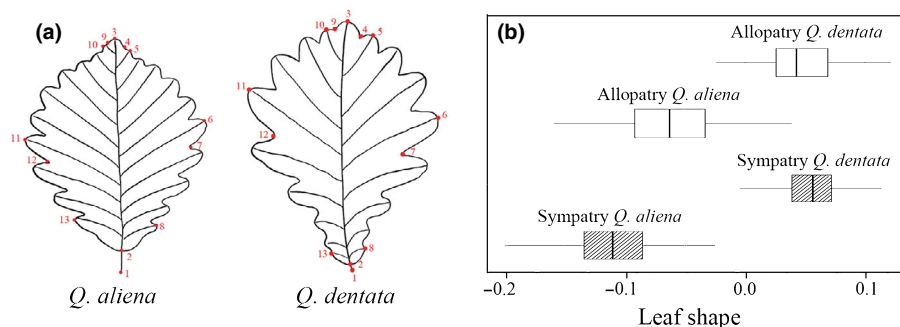 (a)
3
9
10
4
5
6
11
7
12
13
8
2
1
Q. aliena
3
9
10
4
5
11
6
12
7
8
13
2
1
Q. dentata
(b)
Allopatry Q. dentata
Allopatry Q. aliena
Sympatry Q. dentata
Sympatry Q. aliena
−0.2 −0.1 0.0 0.1
Leaf shape